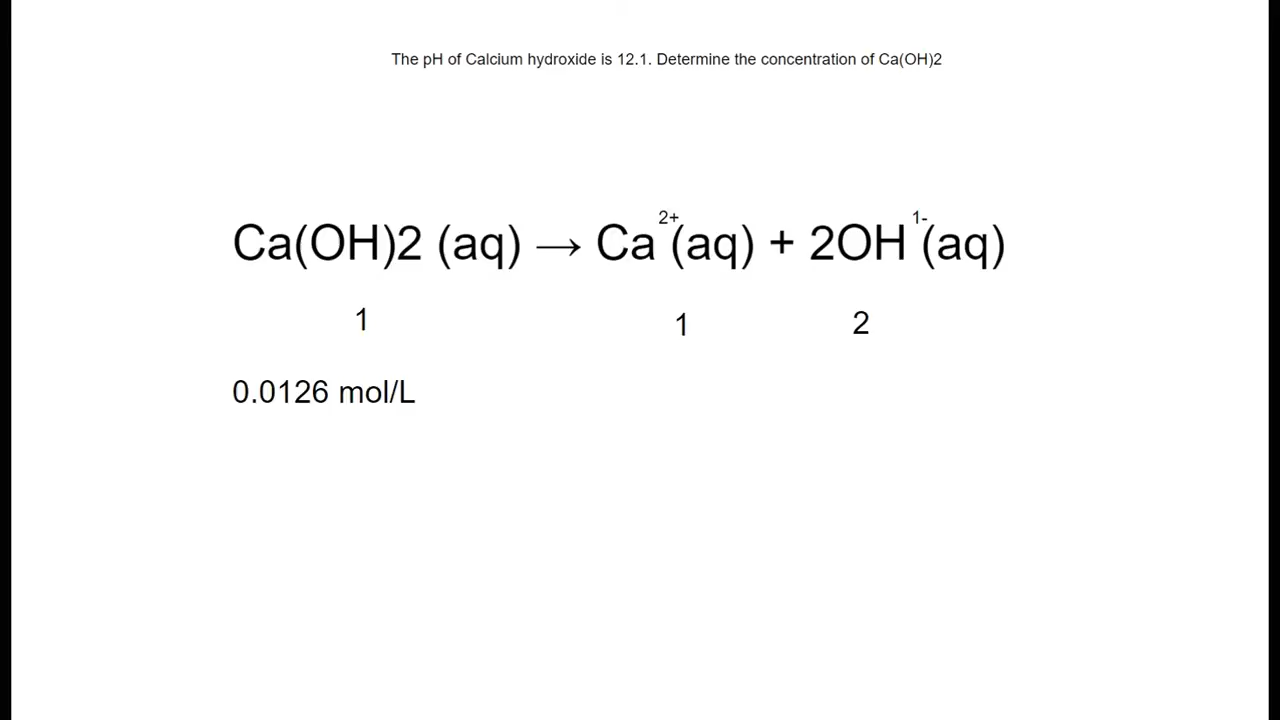 The pH of Calcium hydroxide is 12.1. Determine the concentration of Ca(OH)2
Ca(OH)2 (aq) → Ca²⁺(aq) + 2OH¹⁻(aq)
1 1 2
0.0126 mol/L